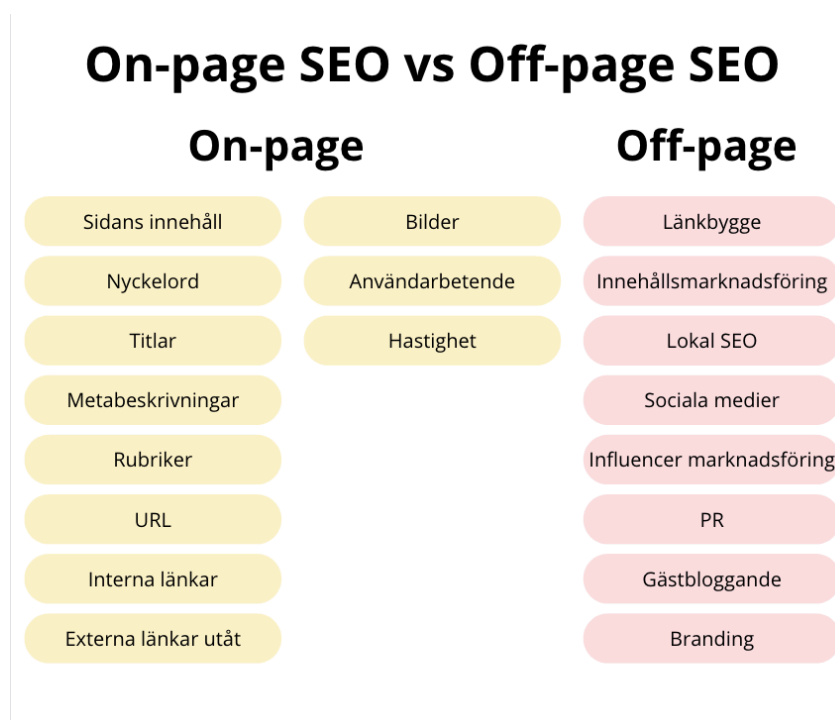 On-page SEO vs Off-page SEO
On-page
Sidans innehåll
Nyckelord
Titlar
Metabeskrivningar
Rubriker
URL
Interna länkar
Externa länkar utåt
Bilder
Användarbetende
Hastighet
Off-page
Länkbygge
Innehållsmarknadsföring
Lokal SEO
Sociala medier
Influencer marknadsföring
PR
Gästbloggande
Branding